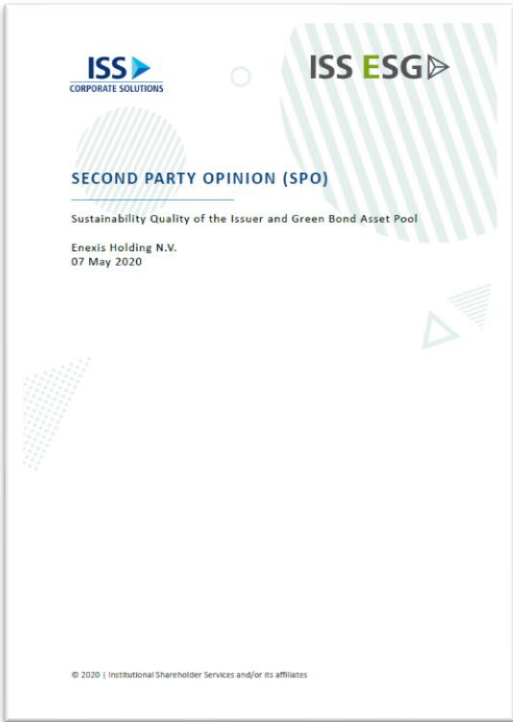 ISS
CORPORATE SOLUTIONS
ISS ESG
SECOND PARTY OPINION (SPO)
Sustainability Quality of the Issuer and Green Bond Asset Pool
Enexis Holding N.V.
07 May 2020
© 2020 | Institutional Shareholder Services and/or its affiliates